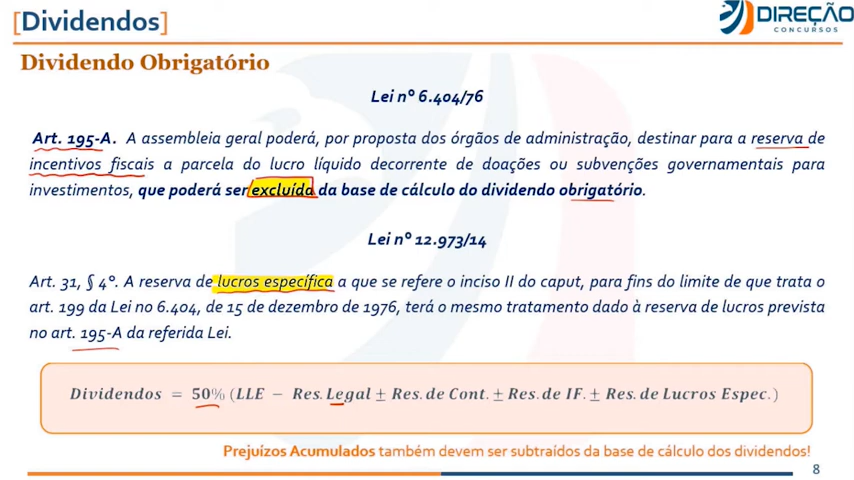 [Dividendos]
DIREÇÃO
CONCURSOS
Dividendo Obrigatório
Lei nº 6.404/76
Art. 195-A. A assembleia geral poderá, por proposta dos órgãos de administração, destinar para a reserva de
incentivos fiscais a parcela do lucro líquido decorrente de doações ou subvenções governamentais para
investimentos, que poderá ser excluída da base de cálculo do dividendo obrigatório.
Lei nº 12.973/14
Art. 31, § 4º. A reserva de lucros específica a que se refere o inciso II do caput, para fins do limite de que trata o
art. 199 da Lei no 6.404, de 15 de dezembro de 1976, terá o mesmo tratamento dado à reserva de lucros prevista
no art. 195-A da referida Lei.
Dividendos = 50% (LLE − Res. Legal ± Res. de Cont. ± Res. de IF. ± Res. de Lucros Espec.)
Prejuízos Acumulados também devem ser subtraídos da base de cálculo dos dividendos!
8